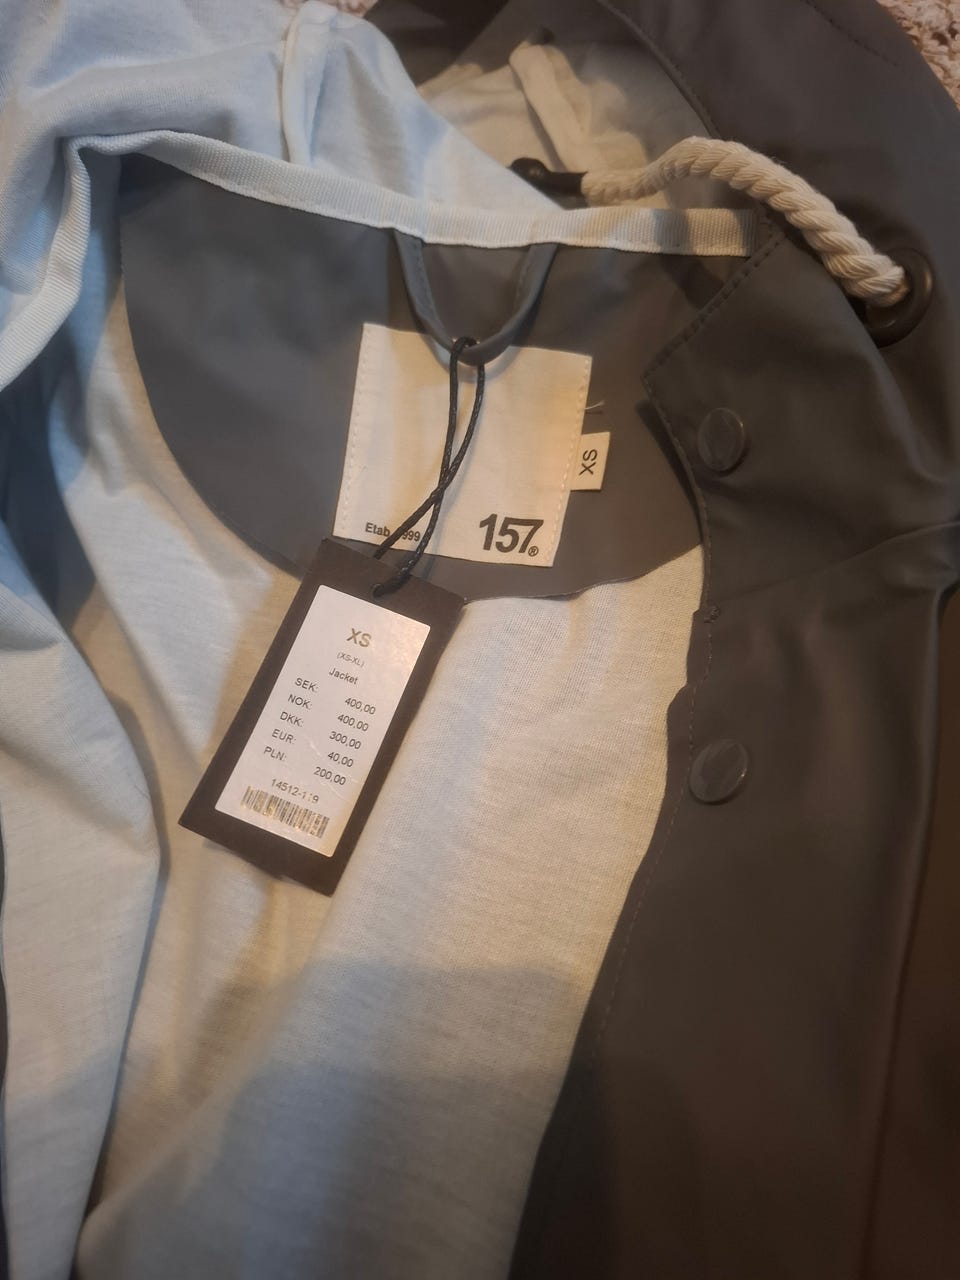 Etab 1999
157®
XS
XS
(XS-XL)
Jacket
SEK: 400,00
NOK: 400,00
DKK: 300,00
EUR: 40,00
PLN: 200,00